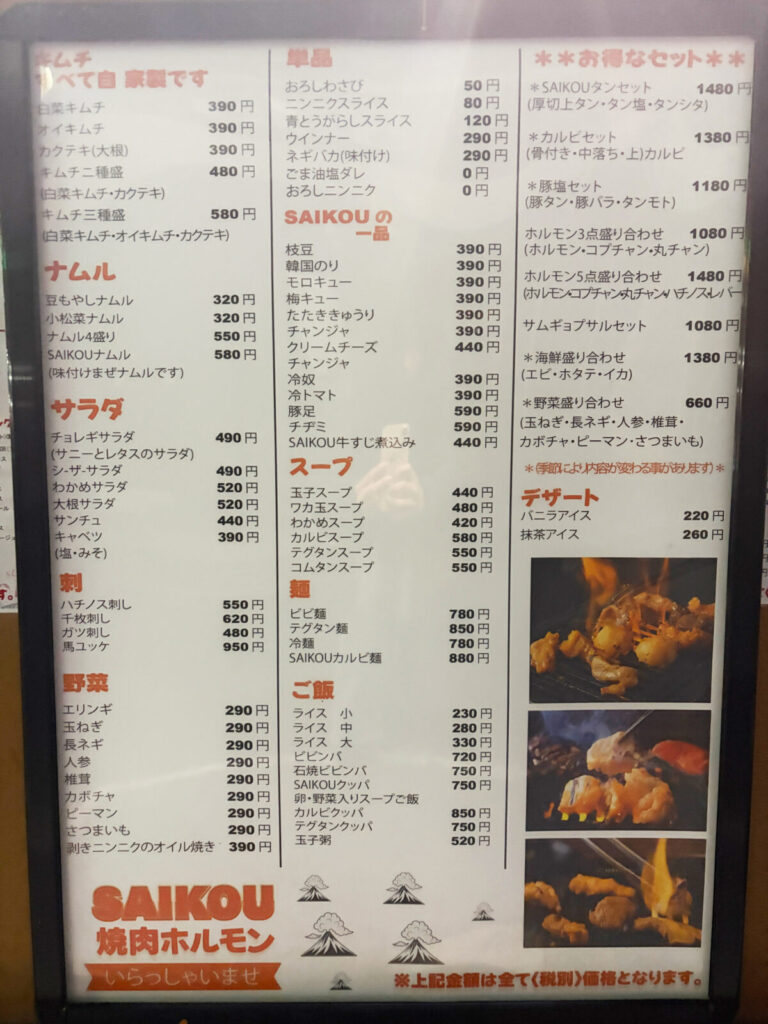 キムチ
すべて自家製です
白菜キムチ 390円
オイキムチ 390円
カクテキ(大根) 390円
キムチ二種盛 480円
(白菜キムチ・カクテキ)
キムチ三種盛 580円
(白菜キムチ・オイキムチ・カクテキ)
ナムル
豆もやしナムル 320円
小松菜ナムル 320円
ナムル4盛り 550円
SAIKOUナムル 580円
(味付けまぜナムルです)
サラダ
チョレギサラダ 490円
(サニーとレタスのサラダ)
シーザーサラダ 490円
わかめサラダ 520円
大根サラダ 520円
サンチュ 440円
キャベツ 390円
(塩・みそ)
刺
ハチノス刺し 550円
千枚刺し 620円
ガツ刺し 480円
馬ユッケ 950円
野菜
エリンギ 290円
玉ねぎ 290円
長ネギ 290円
人参 290円
椎茸 290円
カボチャ 290円
ピーマン 290円
さつまいも 290円
剥きニンニクのオイル焼き 390円
単品
おろしわさび 50円
ニンニクスライス 80円
青とうがらしスライス 120円
ウインナー 290円
ネギバカ(味付け) 290円
ごま油塩ダレ 0円
おろしニンニク 0円
SAIKOUの
一品
枝豆 390円
韓国のり 390円
モロキュー 390円
梅キュー 390円
たたききゅうり 390円
チャンジャ 390円
クリームチーズ 440円
チャンジャ
冷奴 390円
冷トマト 390円
豚足 590円
チヂミ 590円
SAIKOU牛すじ煮込み 440円
スープ
玉子スープ 440円
ワカ玉スープ 480円
わかめスープ 420円
カルビスープ 580円
テグタンスープ 550円
コムタンスープ 550円
麺
ビビ麺 780円
テグタン麺 850円
冷麺 780円
SAIKOUカルビ麺 880円
ご飯
ライス 小 230円
ライス 中 280円
ライス 大 330円
ビビンバ 720円
石焼ビビンバ 750円
SAIKOUクッパ 750円
卵・野菜入りスープご飯
カルビクッパ 850円
テグタンクッパ 750円
玉子粥 520円
＊＊お得なセット＊＊
＊SAIKOUタンセット 1480円
(厚切上タン・タン塩・タンシタ)
＊カルビセット 1380円
(骨付き・中落ち・上)カルビ
＊豚塩セット 1180円
(豚タン・豚バラ・タンモト)
ホルモン3点盛り合わせ 1080円
(ホルモン・コプチャン・丸チャン)
ホルモン5点盛り合わせ 1480円
(ホルモン・コプチャン・丸チャン・ハチノス・レバー
サムギョプサルセット 1080円
＊海鮮盛り合わせ 1380円
(エビ・ホタテ・イカ)
＊野菜盛り合わせ 660円
(玉ねぎ・長ネギ・人参・椎茸・
カボチャ・ピーマン・さつまいも)
＊(季節により内容が変わる事があります)＊
デザート
バニラアイス 220円
抹茶アイス 260円
SAIKOU
焼肉ホルモン
いらっしゃいませ
※上記金額は全て〈税別〉価格となります。